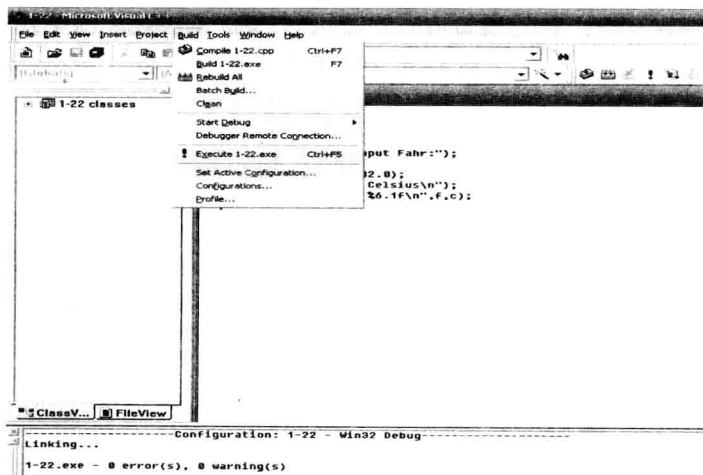 1-22 - Microsoft Visual C++
File Edit View Insert Project Build Tools Window Help
Compile 1-22.cpp Ctrl+F7
Build 1-22.exe F7
Rebuild All
Batch Build...
Clean
Start Debug
Debugger Remote Connection...
Execute 1-22.exe Ctrl+F5
Set Active Configuration...
Configurations...
Profile...
(Globals)
1-22 classes
put Fahr:");
32.0);
Celsius\n");
%6.1f\n",f,c);
ClassV... FileView
Configuration: 1-22 - Win32 Debug
Linking...
1-22.exe - 0 error(s), 0 warning(s)